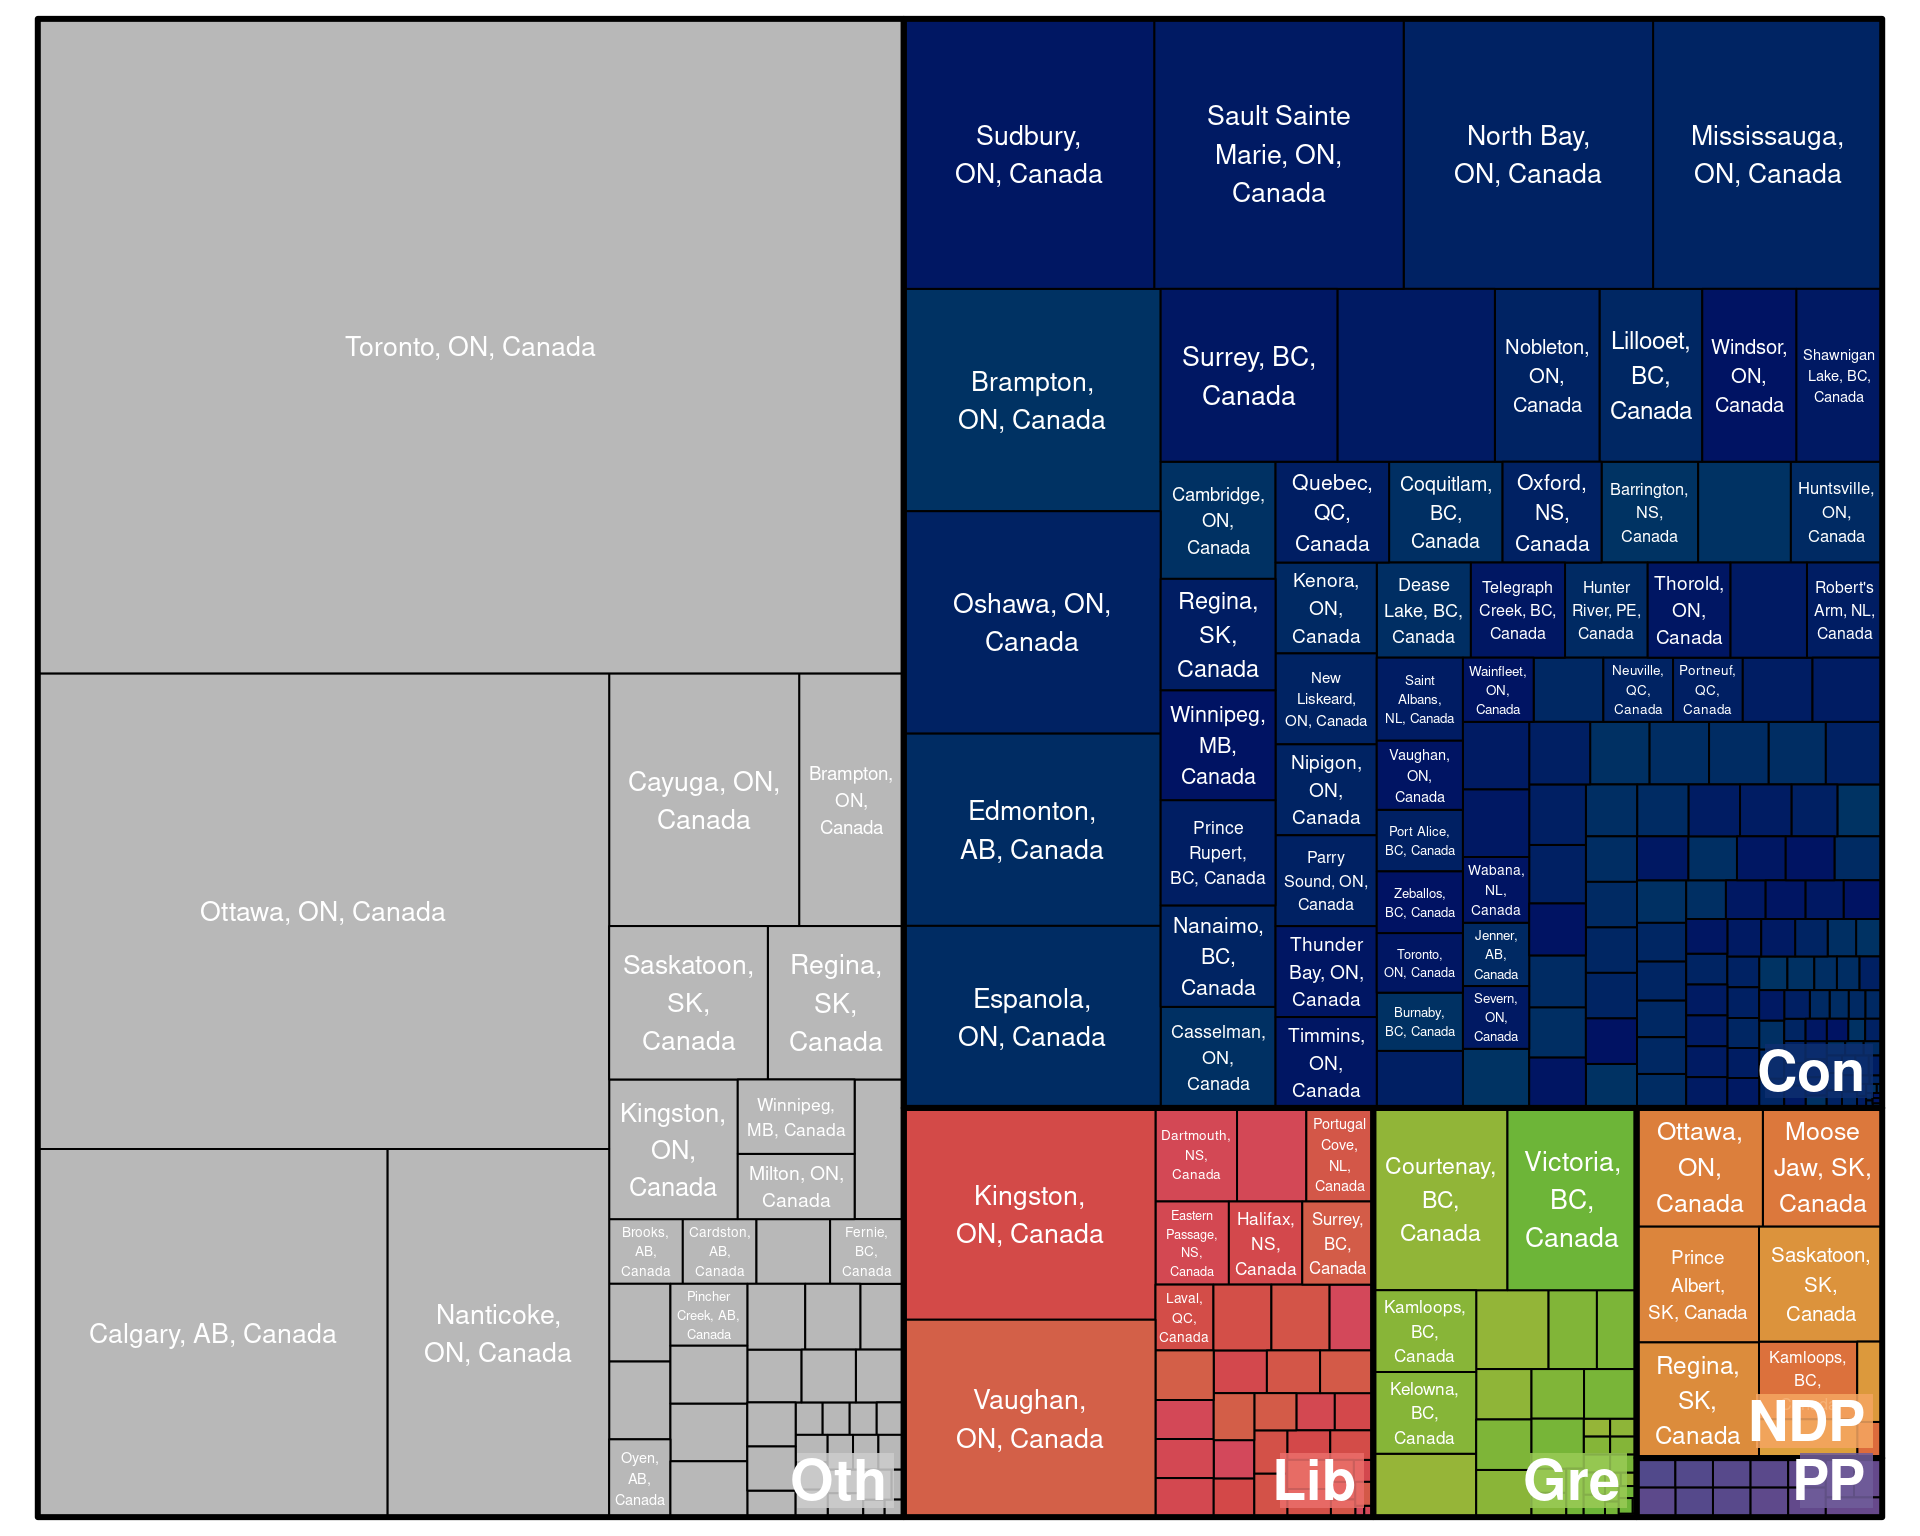 Toronto, ON, Canada
Ottawa, ON, Canada
Calgary, AB, Canada
Nanticoke,
ON, Canada
Cayuga, ON,
Canada
Brampton,
ON,
Canada
Saskatoon,
SK,
Canada
Regina,
SK,
Canada
Kingston,
ON,
Canada
Winnipeg,
MB, Canada
Milton, ON,
Canada
Brooks,
AB,
Canada
Cardston,
AB,
Canada
Fernie,
BC,
Canada
Pincher
Creek, AB,
Canada
Oyen,
AB,
Canada
Oth
Sudbury,
ON, Canada
Sault Sainte
Marie, ON,
Canada
North Bay,
ON, Canada
Mississauga,
ON, Canada
Brampton,
ON, Canada
Oshawa, ON,
Canada
Edmonton,
AB, Canada
Espanola,
ON, Canada
Surrey, BC,
Canada
Nobleton,
ON,
Canada
Lillooet,
BC,
Canada
Windsor,
ON,
Canada
Shawnigan
Lake, BC,
Canada
Cambridge,
ON,
Canada
Regina,
SK,
Canada
Winnipeg,
MB,
Canada
Prince
Rupert,
BC, Canada
Nanaimo,
BC,
Canada
Casselman,
ON,
Canada
Quebec,
QC,
Canada
Coquitlam,
BC,
Canada
Oxford,
NS,
Canada
Barrington,
NS,
Canada
Huntsville,
ON,
Canada
Kenora,
ON,
Canada
New
Liskeard,
ON, Canada
Nipigon,
ON,
Canada
Parry
Sound, ON,
Canada
Thunder
Bay, ON,
Canada
Timmins,
ON,
Canada
Dease
Lake, BC,
Canada
Telegraph
Creek, BC,
Canada
Hunter
River, PE,
Canada
Thorold,
ON,
Canada
Robert's
Arm, NL,
Canada
Saint
Albans,
NL, Canada
Vaughan,
ON,
Canada
Port Alice,
BC, Canada
Zeballos,
BC, Canada
Toronto,
ON, Canada
Burnaby,
BC, Canada
Wainfleet,
ON,
Canada
Neuville,
QC,
Canada
Portneuf,
QC,
Canada
Wabana,
NL,
Canada
Jenner,
AB,
Canada
Severn,
ON,
Canada
Con
Kingston,
ON, Canada
Vaughan,
ON, Canada
Dartmouth,
NS,
Canada
Portugal
Cove,
NL,
Canada
Eastern
Passage,
NS,
Canada
Halifax,
NS,
Canada
Surrey,
BC,
Canada
Laval,
QC,
Canada
Lib
Courtenay,
BC,
Canada
Victoria,
BC,
Canada
Kamloops,
BC,
Canada
Kelowna,
BC,
Canada
Gre
Ottawa,
ON,
Canada
Moose
Jaw, SK,
Canada
Prince
Albert,
SK, Canada
Saskatoon,
SK,
Canada
Regina,
SK,
Canada
Kamloops,
BC,
NDP
PP